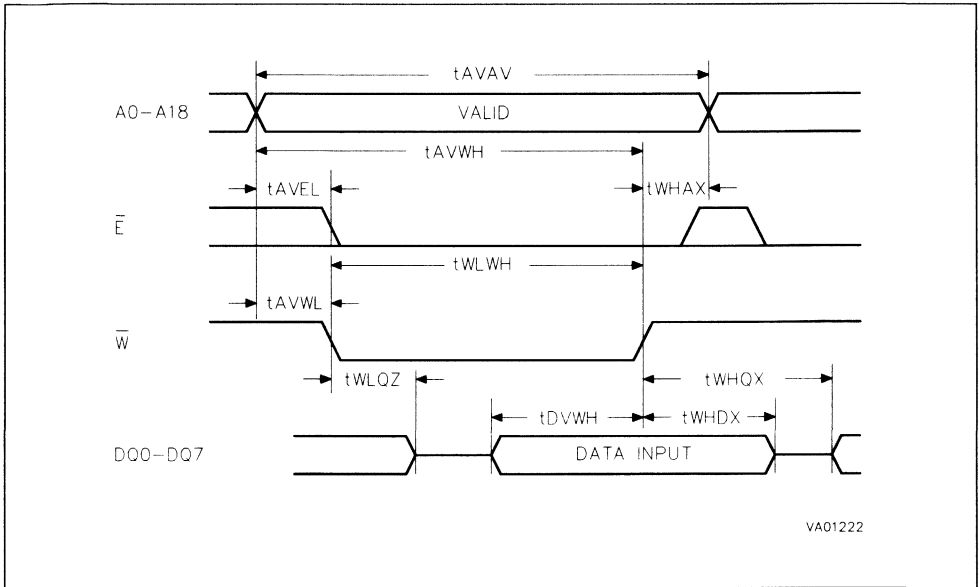 tAVAV
A0-A18 VALID
tAVWH
tAVEL tWHAX
E
tWLWH
tAVWL
W
tWLQZ tWHQX
tDVWH tWHDX
DQ0-DQ7 DATA INPUT
VA01222